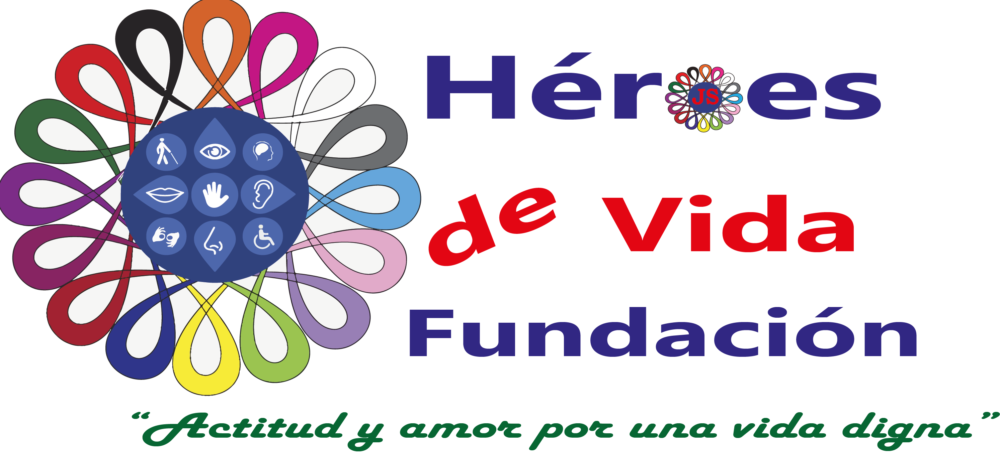 Héroes
JS
de Vida
Fundación
“Actitud y amor por una vida digna”